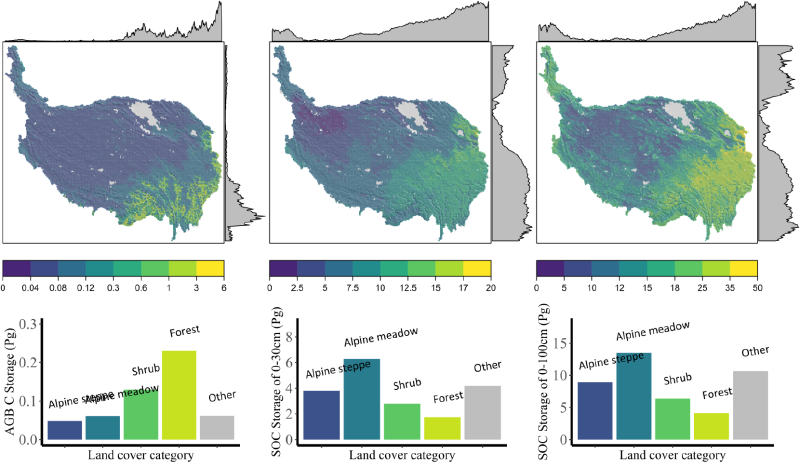 0 0.04 0.08 0.12 0.3 0.6 1 3 6
0 2.5 5 7.5 10 12.5 15 17 20
0 5 10 12 15 18 25 35 50
AGB C Storage (Pg)
0.3
0.2
0.1
0.0
Alpine steppe
Alpine meadow
Shrub
Forest
Other
Land cover category
SOC Storage of 0-30cm (Pg)
8
6
4
2
0
Alpine steppe
Alpine meadow
Shrub
Forest
Other
Land cover category
SOC Storage of 0-100cm (Pg)
15
10
5
0
Alpine steppe
Alpine meadow
Shrub
Forest
Other
Land cover category